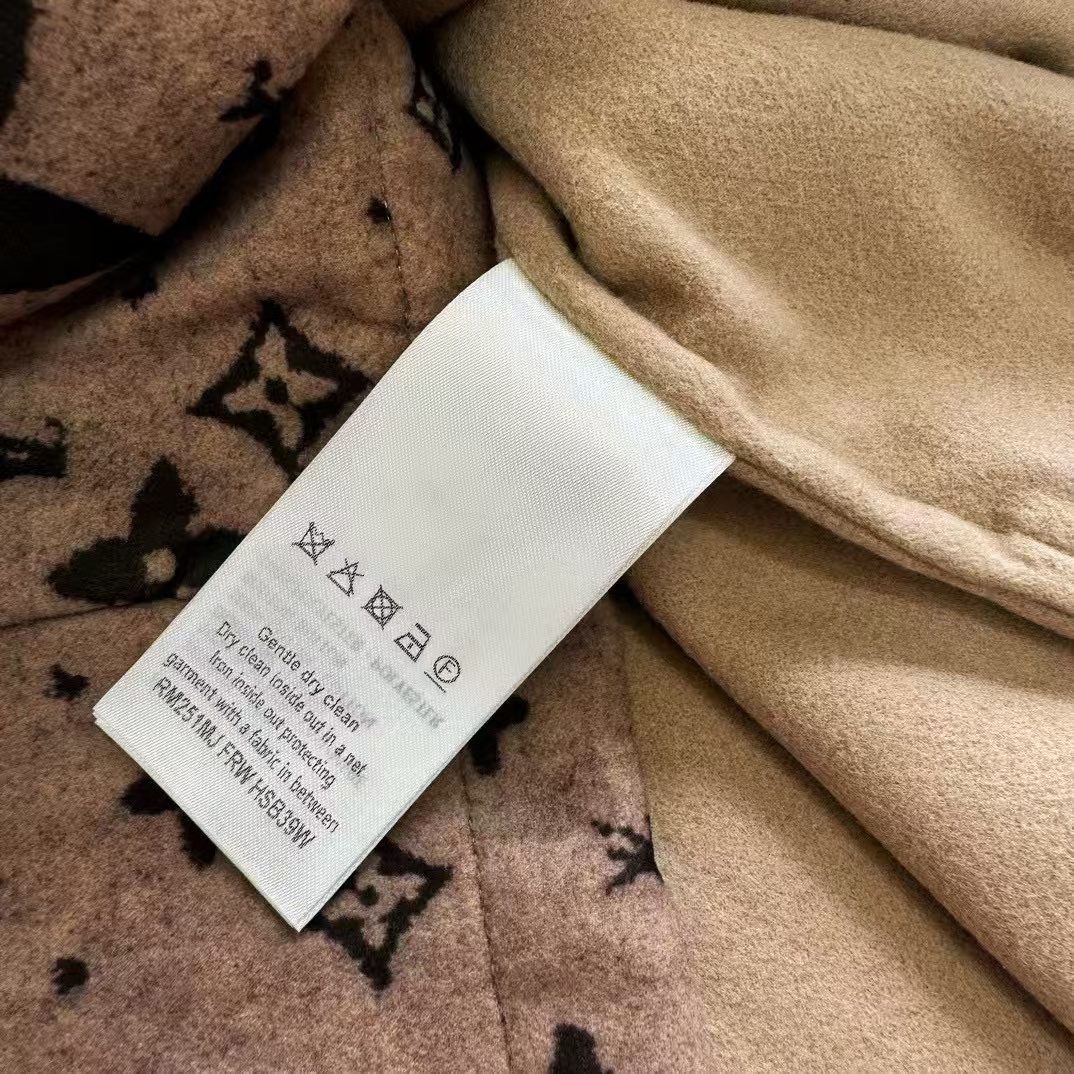 F
Gentle dry clean
Dry clean inside out in a net.
Iron inside out protecting
garment with a fabric in between
RM251MJ FRW HSB39W